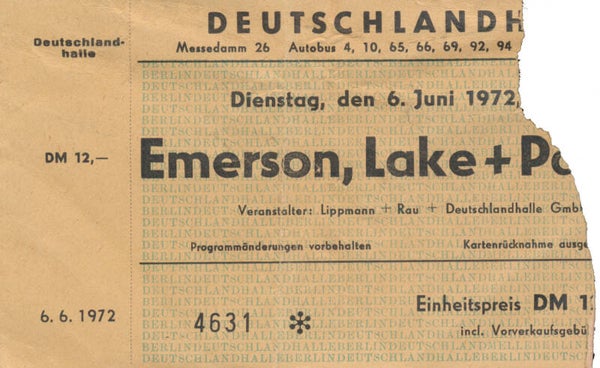 Deutschland-
halle
DM 12,—
6. 6. 1972
DEUTSCHLANDH
Messedamm 26 Autobus 4, 10, 65, 66, 69, 92, 94
Dienstag, den 6. Juni 1972,
Emerson, Lake + Pa
Veranstalter: Lippmann + Rau + Deutschlandhalle Gmb
Programmänderungen vorbehalten Kartenrücknahme ausge
Einheitspreis DM 12
4631 ✻
incl. Vorverkaufsgebü